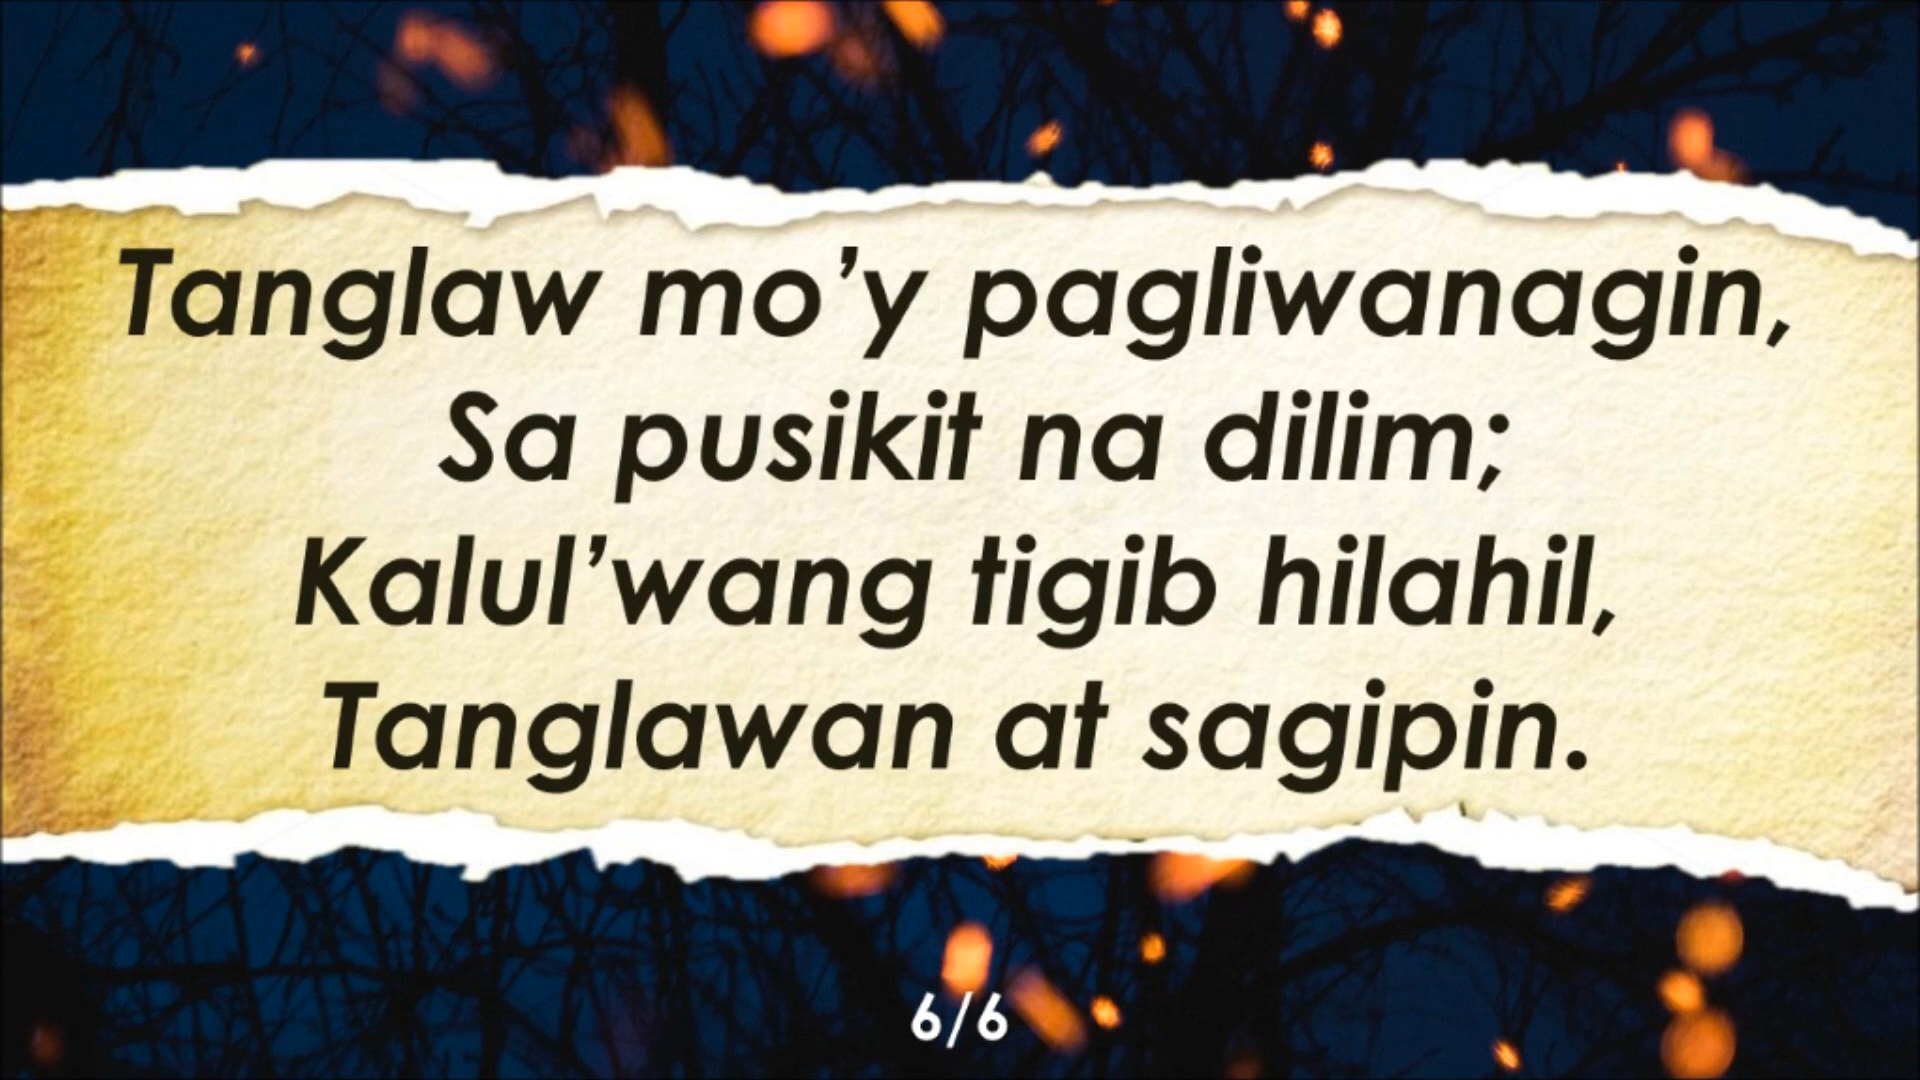 Tanglaw mo’y pagliwanagin,
Sa pusikit na dilim;
Kalul’wang tigib hilahil,
Tanglawan at sagipin.
6/6